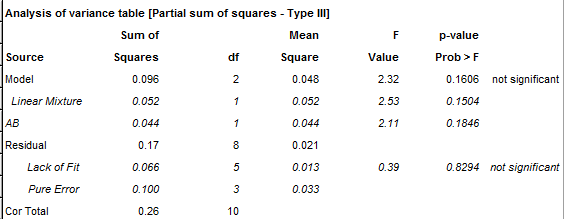 Analysis of variance table [Partial sum of squares - Type III]
Sum of Mean F p-value
Source Squares df Square Value Prob > F
Model 0.096 2 0.048 2.32 0.1606 not significant
Linear Mixture 0.052 1 0.052 2.53 0.1504
AB 0.044 1 0.044 2.11 0.1846
Residual 0.17 8 0.021
Lack of Fit 0.066 5 0.013 0.39 0.8294 not significant
Pure Error 0.100 3 0.033
Cor Total 0.26 10